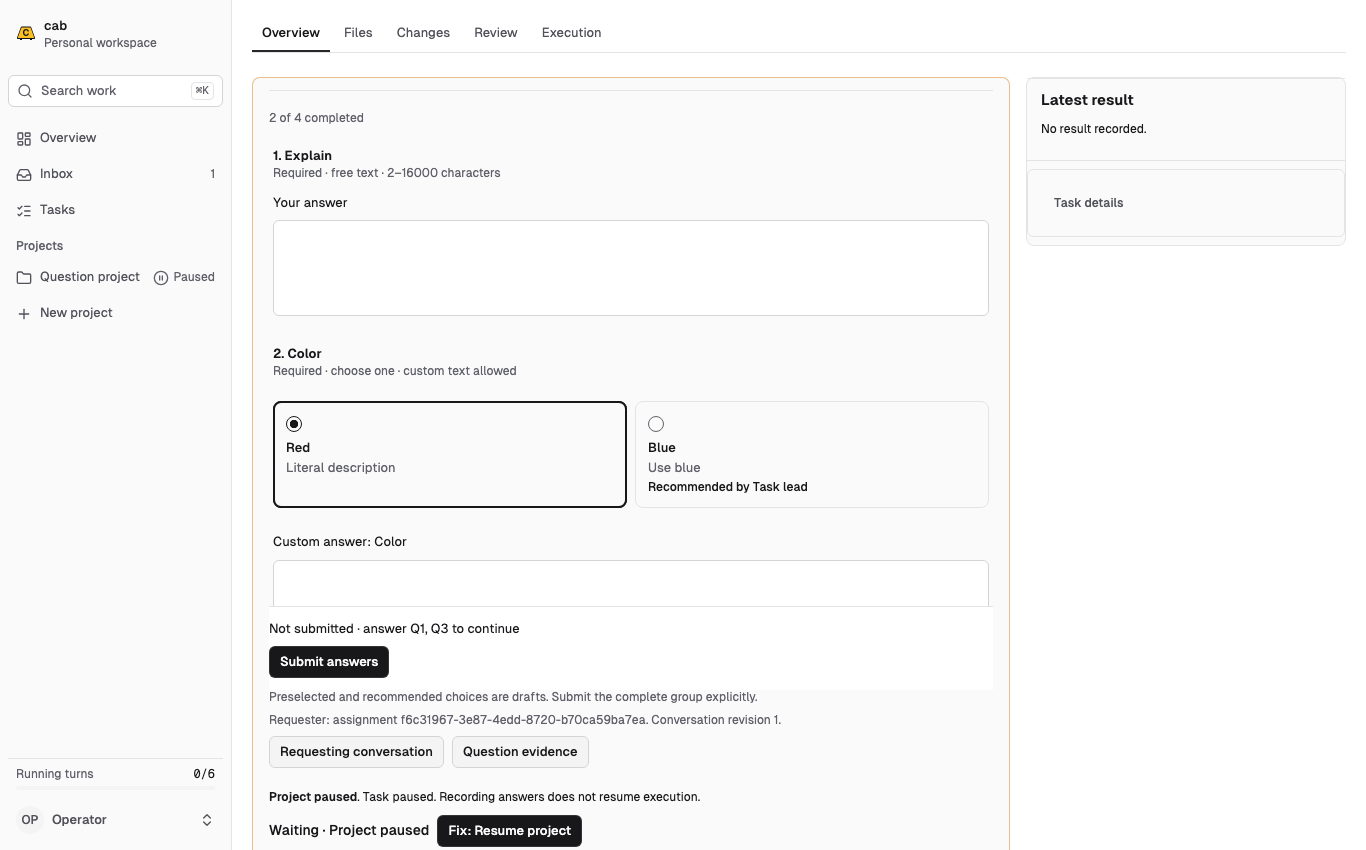 C
cab
Personal workspace
Search work
⌘K
Overview
Inbox
1
Tasks
Projects
Question project
Paused
New project
Running turns
0/6
OP
Operator
Overview
Files
Changes
Review
Execution
2 of 4 completed
1. Explain
Required · free text · 2–16000 characters
Your answer
2. Color
Required · choose one · custom text allowed
Red
Literal description
Blue
Use blue
Recommended by Task lead
Custom answer: Color
Not submitted · answer Q1, Q3 to continue
Submit answers
Preselected and recommended choices are drafts. Submit the complete group explicitly.
Requester: assignment f6c31967-3e87-4edd-8720-b70ca59ba7ea. Conversation revision 1.
Requesting conversation
Question evidence
Project paused. Task paused. Recording answers does not resume execution.
Waiting · Project paused
Fix: Resume project
Latest result
No result recorded.
Task details